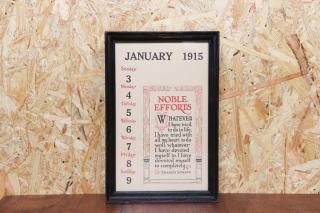 JANUARY 1915
Sunday
3
Monday
4
Tuesday
5
Wednesday
6
Thursday
7
Friday
8
Saturday
9
NOBLE
EFFORTS
WHATEVER
I have tried
to do in life,
I have tried with
all my heart to do
well. whatever
I have devoted
myself to, I have
devoted myself
to completely.
CHARLES DICKENS